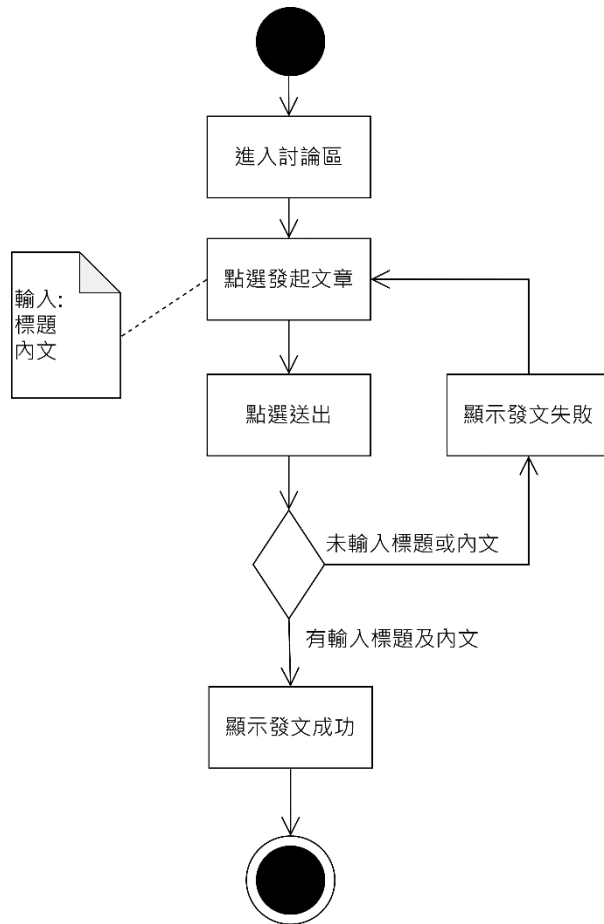 進入討論區
點選發起文章
輸入:
標題
內文
點選送出
顯示發文失敗
未輸入標題或內文
有輸入標題及內文
顯示發文成功